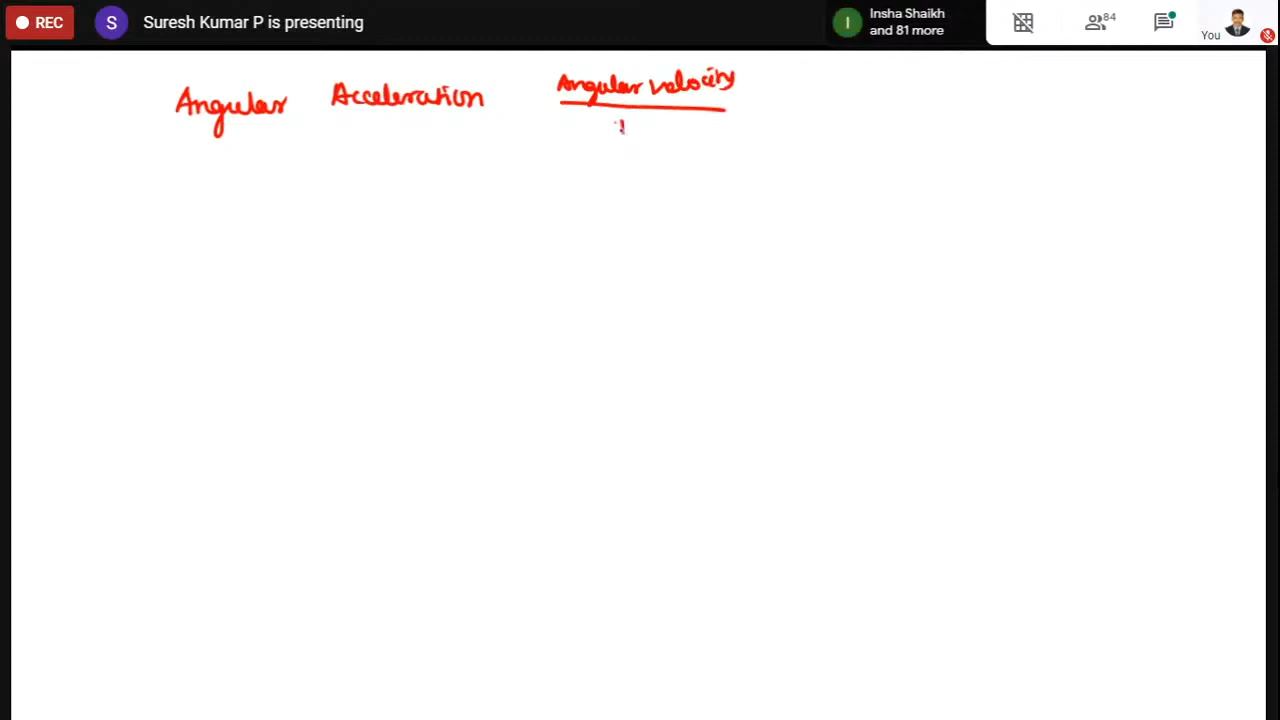 REC
S
Suresh Kumar P is presenting
I
Insha Shaikh
and 81 more
84
You
Angular Acceleration
Angular velocity